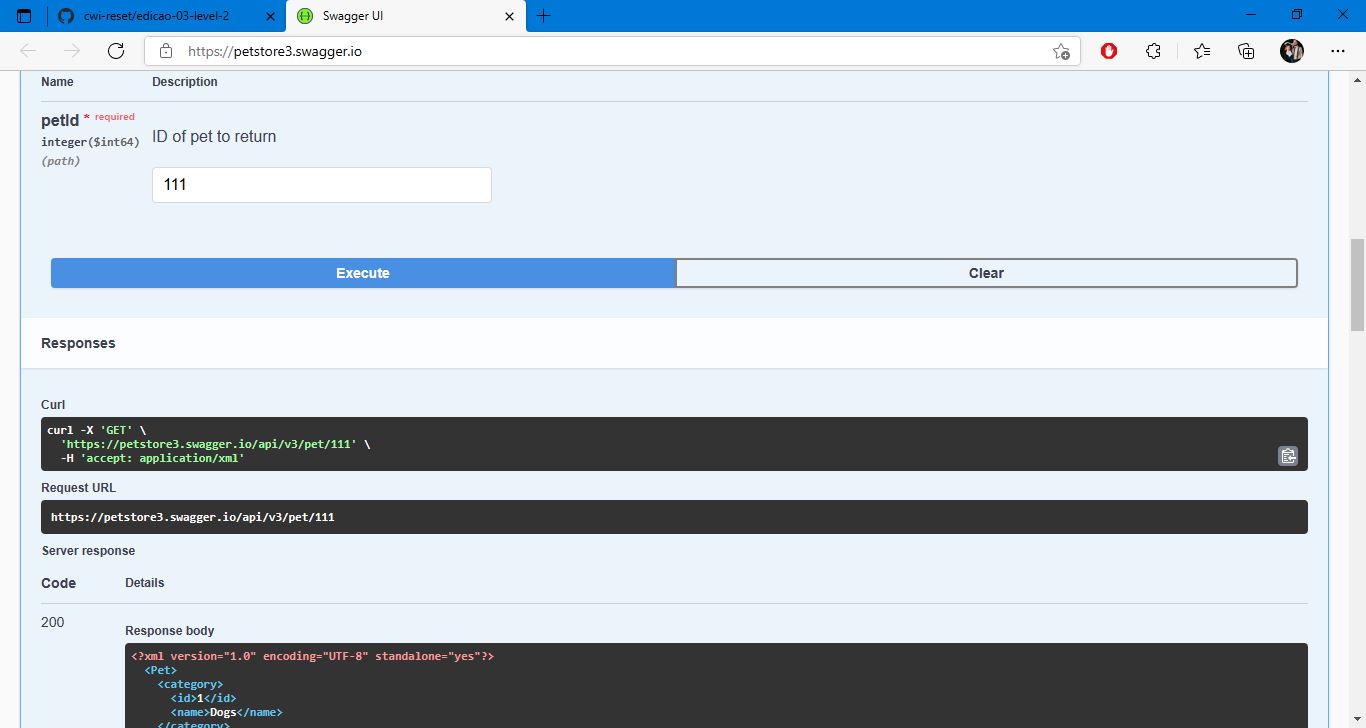 cwi-reset/edicao-03-level-2
Swagger UI
https://petstore3.swagger.io
Name Description
petId * required
integer($int64)
(path)
ID of pet to return
111
Execute Clear
Responses
Curl
curl -X 'GET' \
'https://petstore3.swagger.io/api/v3/pet/111' \
-H 'accept: application/xml'
Request URL
https://petstore3.swagger.io/api/v3/pet/111
Server response
Code Details
200
Response body
<?xml version="1.0" encoding="UTF-8" standalone="yes"?>
<Pet>
<category>
<id>1</id>
<name>Dogs</name>
</category>